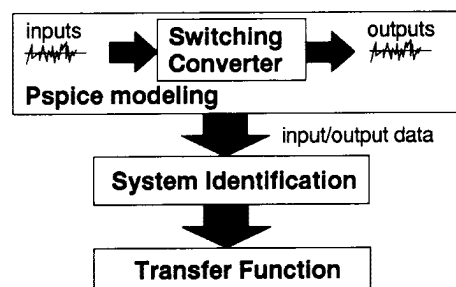 inputs
Switching
Converter
outputs
Pspice modeling
input/output data
System Identification
Transfer Function